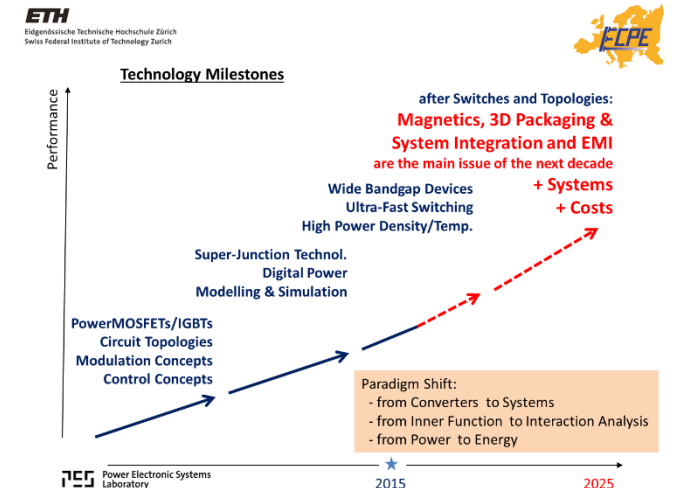 ETH
Eidgenössische Technische Hochschule Zürich
Swiss Federal Institute of Technology Zurich
ECPE
Technology Milestones
Performance
after Switches and Topologies:
Magnetics, 3D Packaging &
System Integration and EMI
are the main issue of the next decade
+ Systems
+ Costs
Wide Bandgap Devices
Ultra-Fast Switching
High Power Density/Temp.
Super-Junction Technol.
Digital Power
Modelling & Simulation
PowerMOSFETs/IGBTs
Circuit Topologies
Modulation Concepts
Control Concepts
Paradigm Shift:
- from Converters to Systems
- from Inner Function to Interaction Analysis
- from Power to Energy
PES
Power Electronic Systems
Laboratory
2015
2025